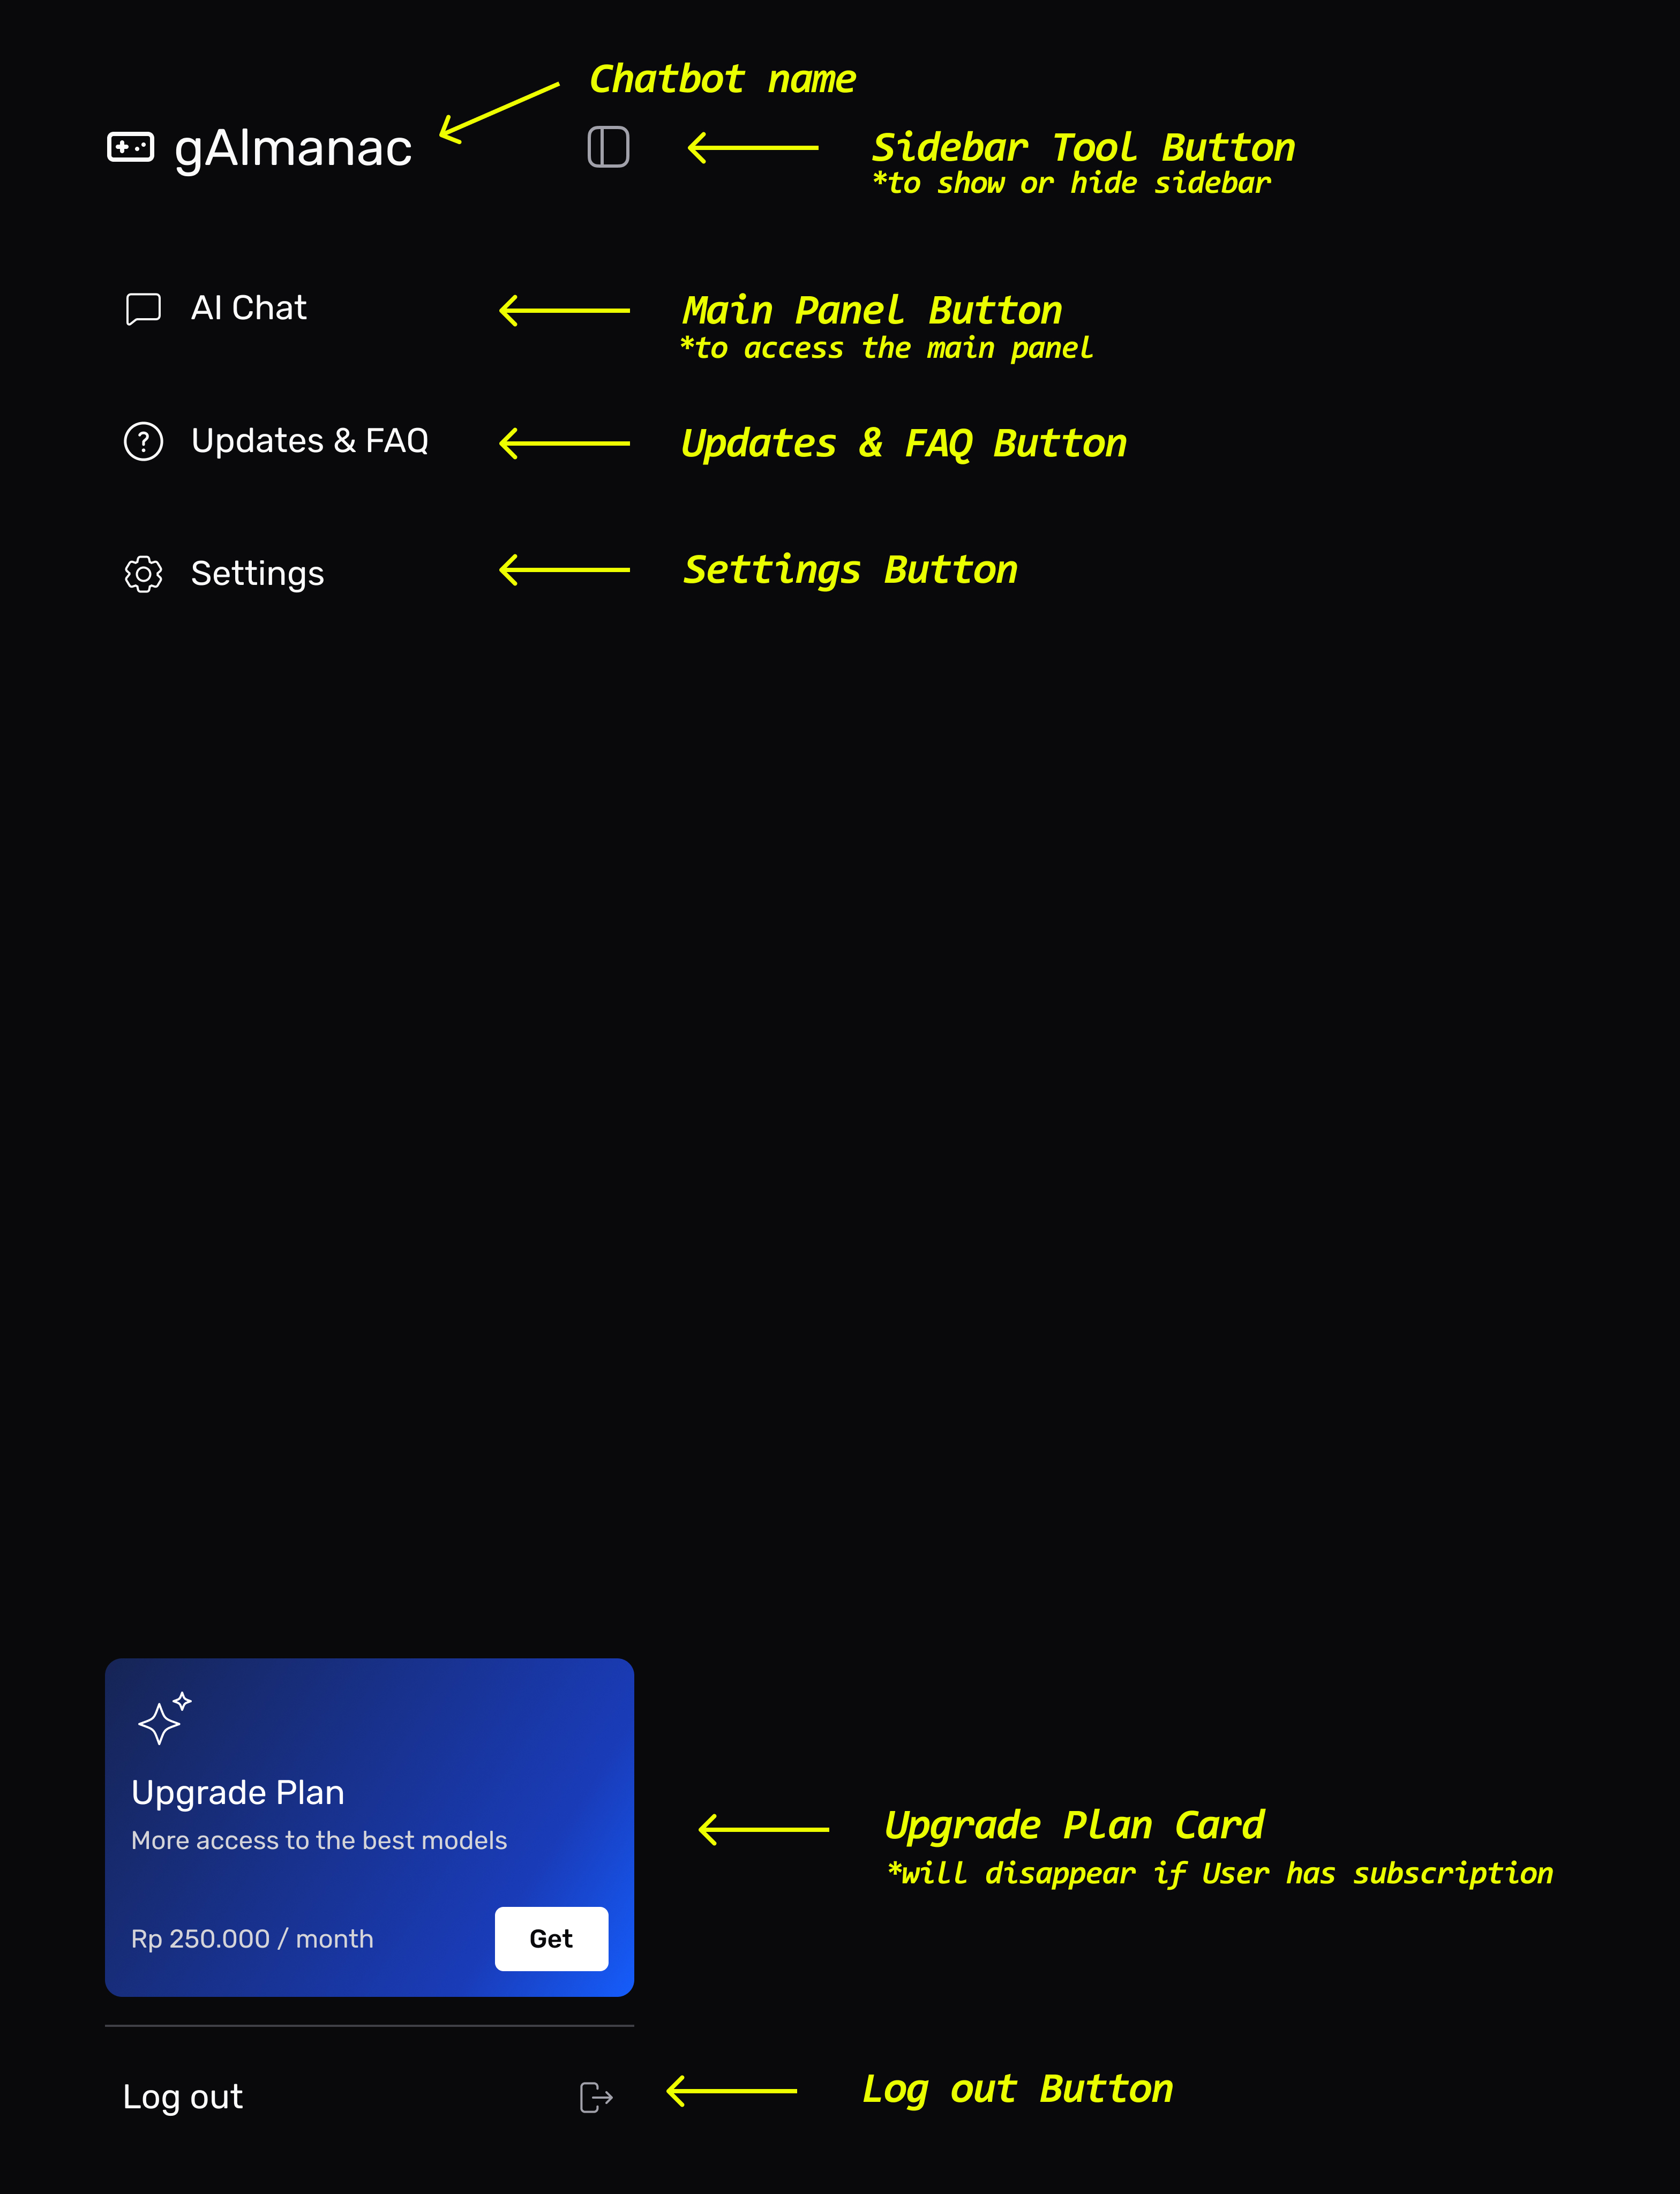 Chatbot name
gAlmanac
Sidebar Tool Button
*to show or hide sidebar
AI Chat
Main Panel Button
*to access the main panel
Updates & FAQ
Updates & FAQ Button
Settings
Settings Button
Upgrade Plan
More access to the best models
Upgrade Plan Card
*will disappear if User has subscription
Rp 250.000 / month
Get
Log out
Log out Button